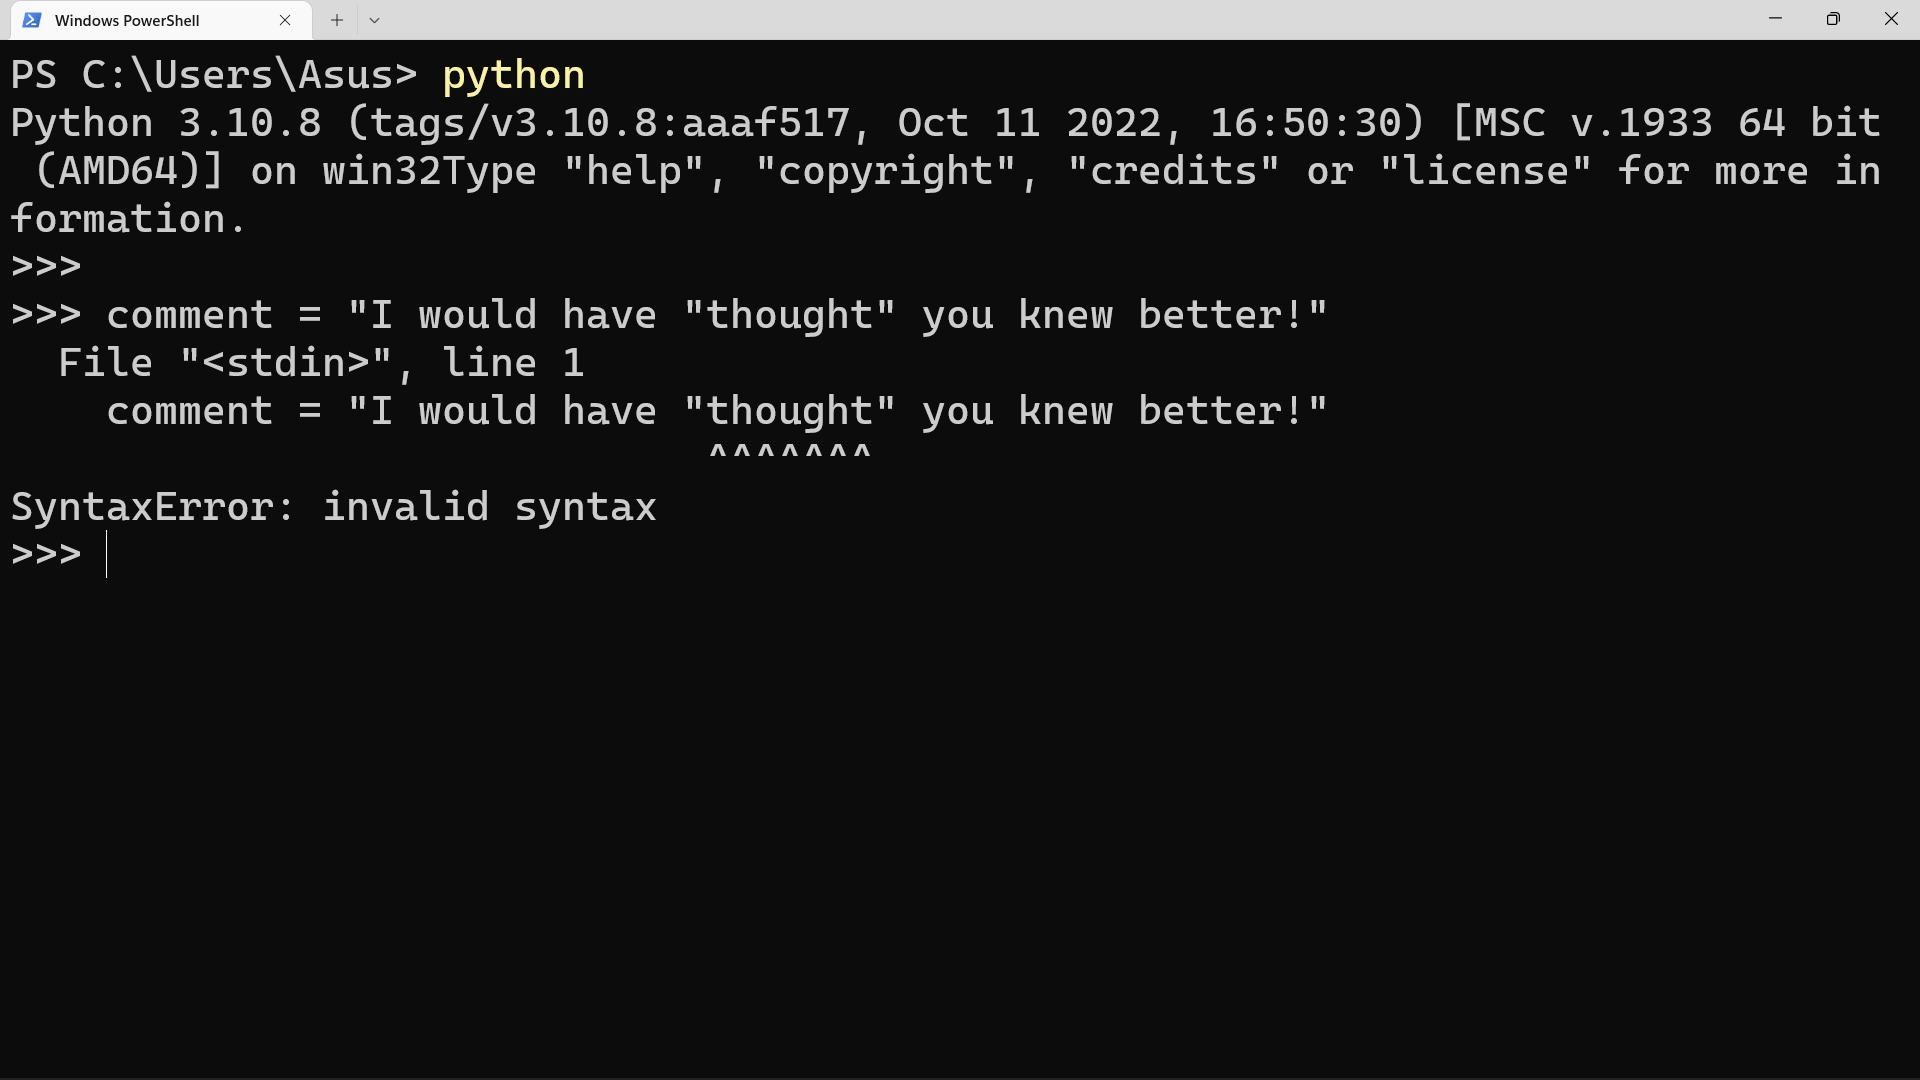 Windows PowerShell
PS C:\Users\Asus> python
Python 3.10.8 (tags/v3.10.8:aaaf517, Oct 11 2022, 16:50:30) [MSC v.1933 64 bit
 (AMD64)] on win32Type "help", "copyright", "credits" or "license" for more in
formation.
>>>
>>> comment = "I would have "thought" you knew better!"
  File "<stdin>", line 1
    comment = "I would have "thought" you knew better!"
                             ^^^^^^^
SyntaxError: invalid syntax
>>>